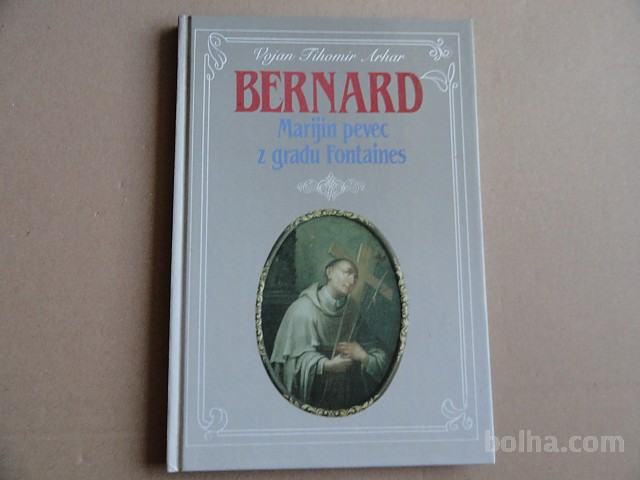 Vojan Tihomir Arhar
BERNARD
Marijin pevec
z gradu Fontaines
bolha.com